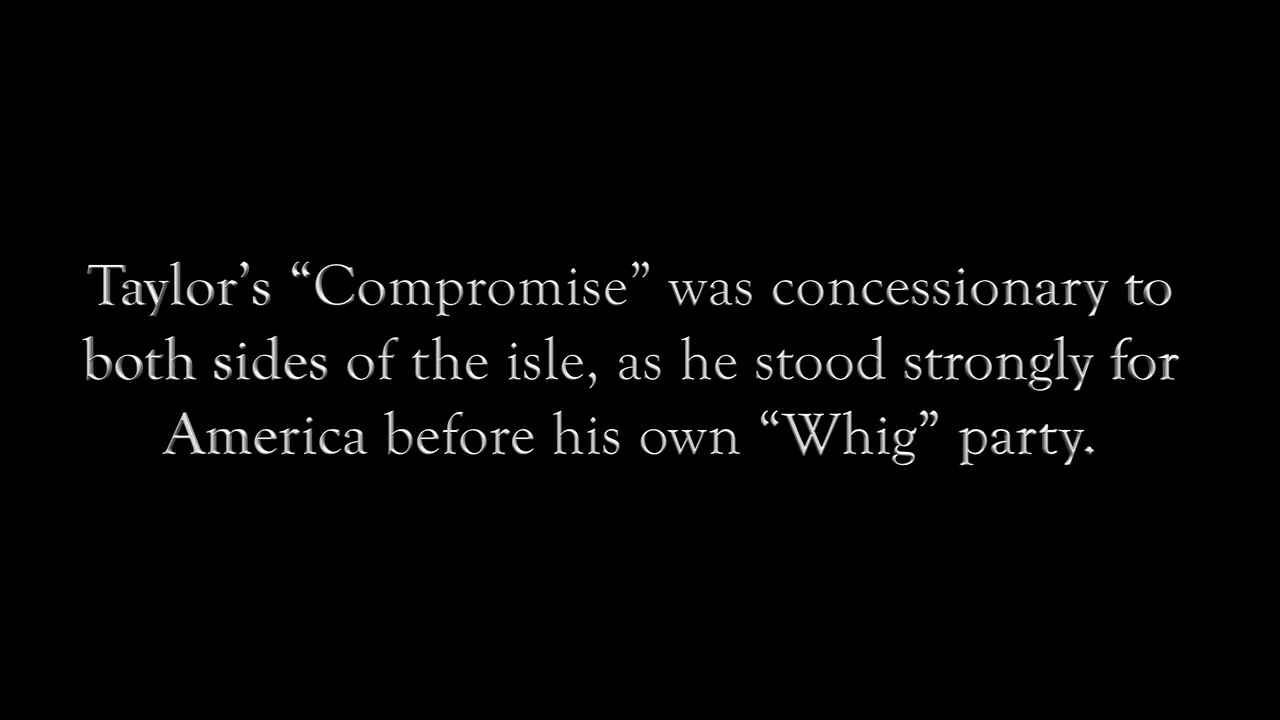 Taylor’s “Compromise” was concessionary to
both sides of the isle, as he stood strongly for
America before his own “Whig” party.